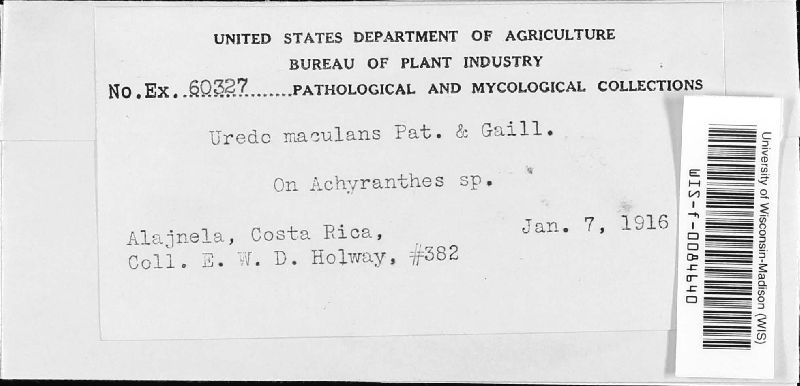 UNITED STATES DEPARTMENT OF AGRICULTURE
BUREAU OF PLANT INDUSTRY
No. Ex. 60327 PATHOLOGICAL AND MYCOLOGICAL COLLECTIONS
Uredo maculans Pat. & Gaill.
On Achyranthes sp.
Alajnela, Costa Rica, Jan. 7, 1916
Coll. E. W. D. Holway, #382
University of Wisconsin-Madison (WIS)
WIS-f-0084640